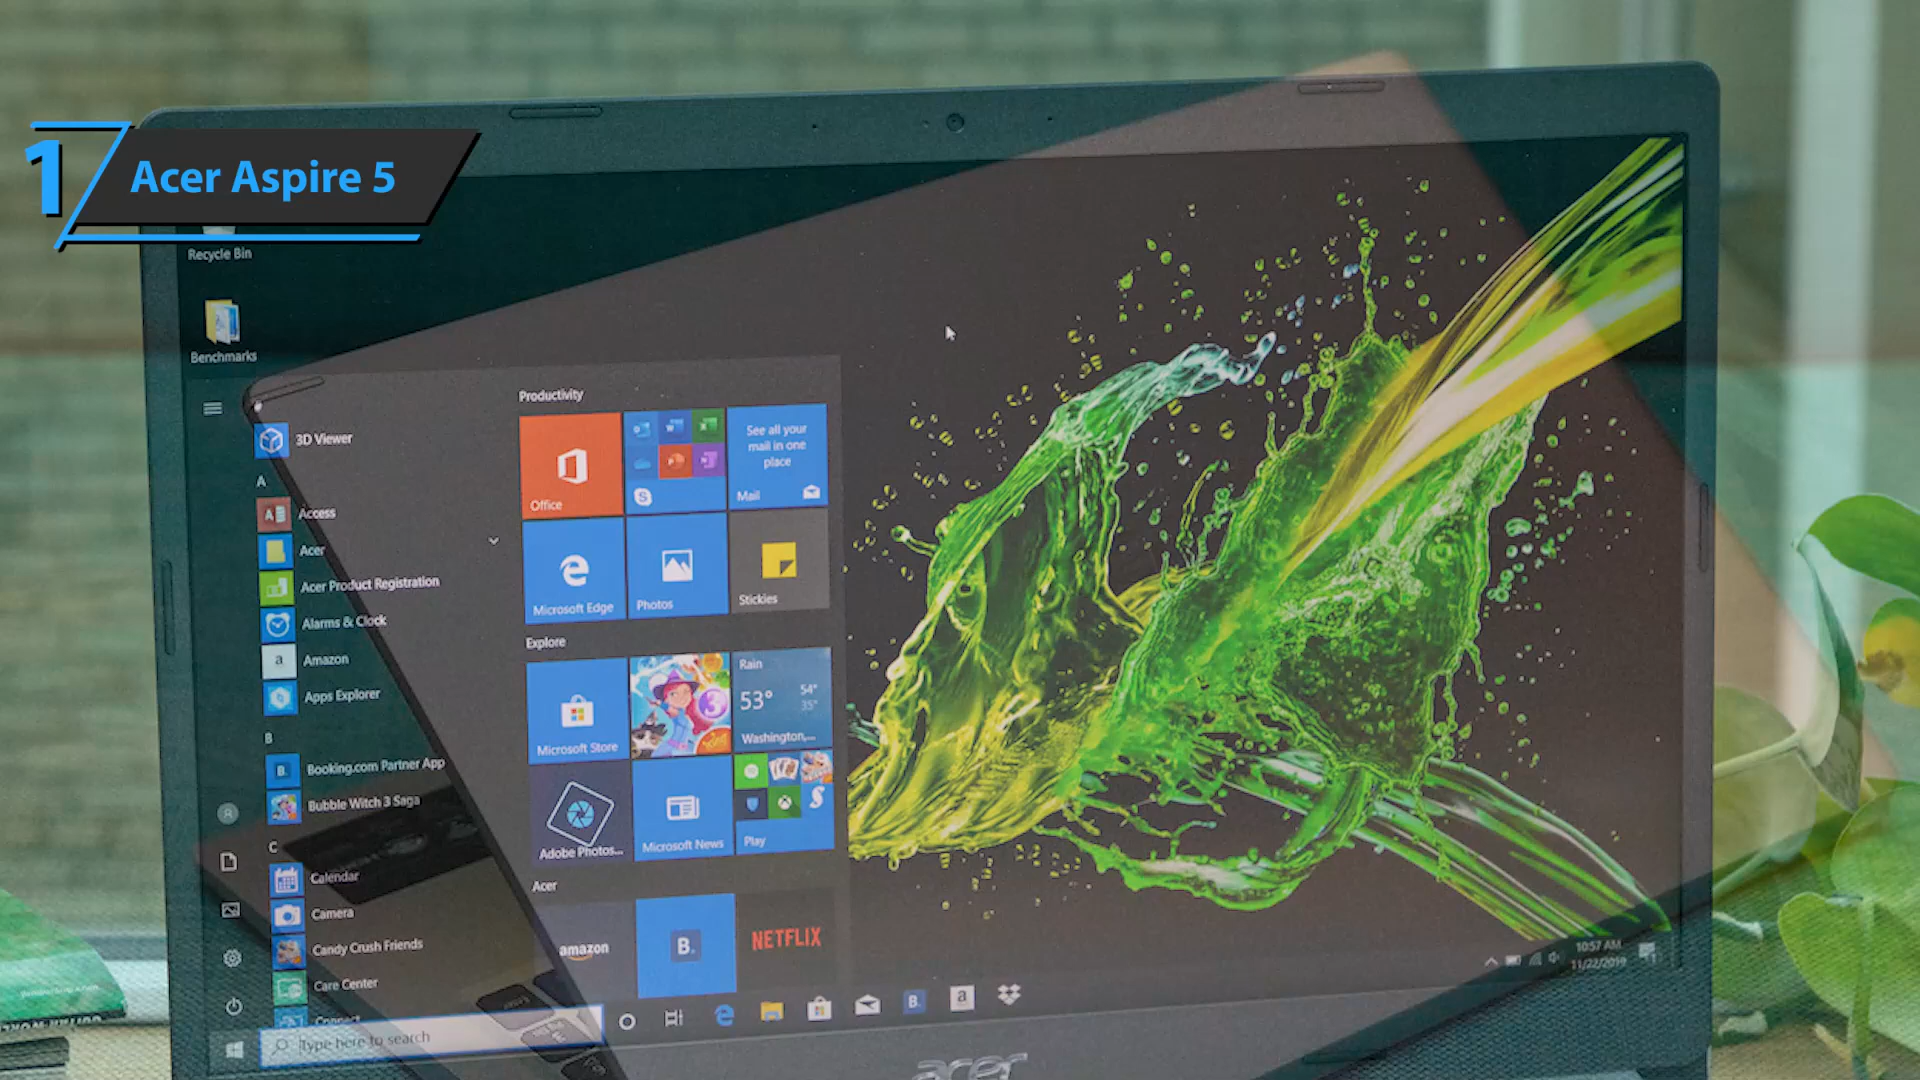 1
Acer Aspire 5
Recycle Bin
Benchmarks
3D Viewer
A
Access
Acer
Acer Product Registration
Alarms & Clock
a
Amazon
Apps Explorer
B
B.
Booking.com Partner App
Bubble Witch 3 Saga
C
Calendar
Camera
Candy Crush Friends
Care Center
Connect
Type here to search
Productivity
Office
See all your
mail in one
place
Mail
Microsoft Edge
Photos
Stickies
Explore
Microsoft Store
Rain
53°
54°
35°
Washington,...
Adobe Photos...
Microsoft News
Play
Acer
amazon
B.
NETFLIX
B.
a
10:57 AM
11/22/2019
acer